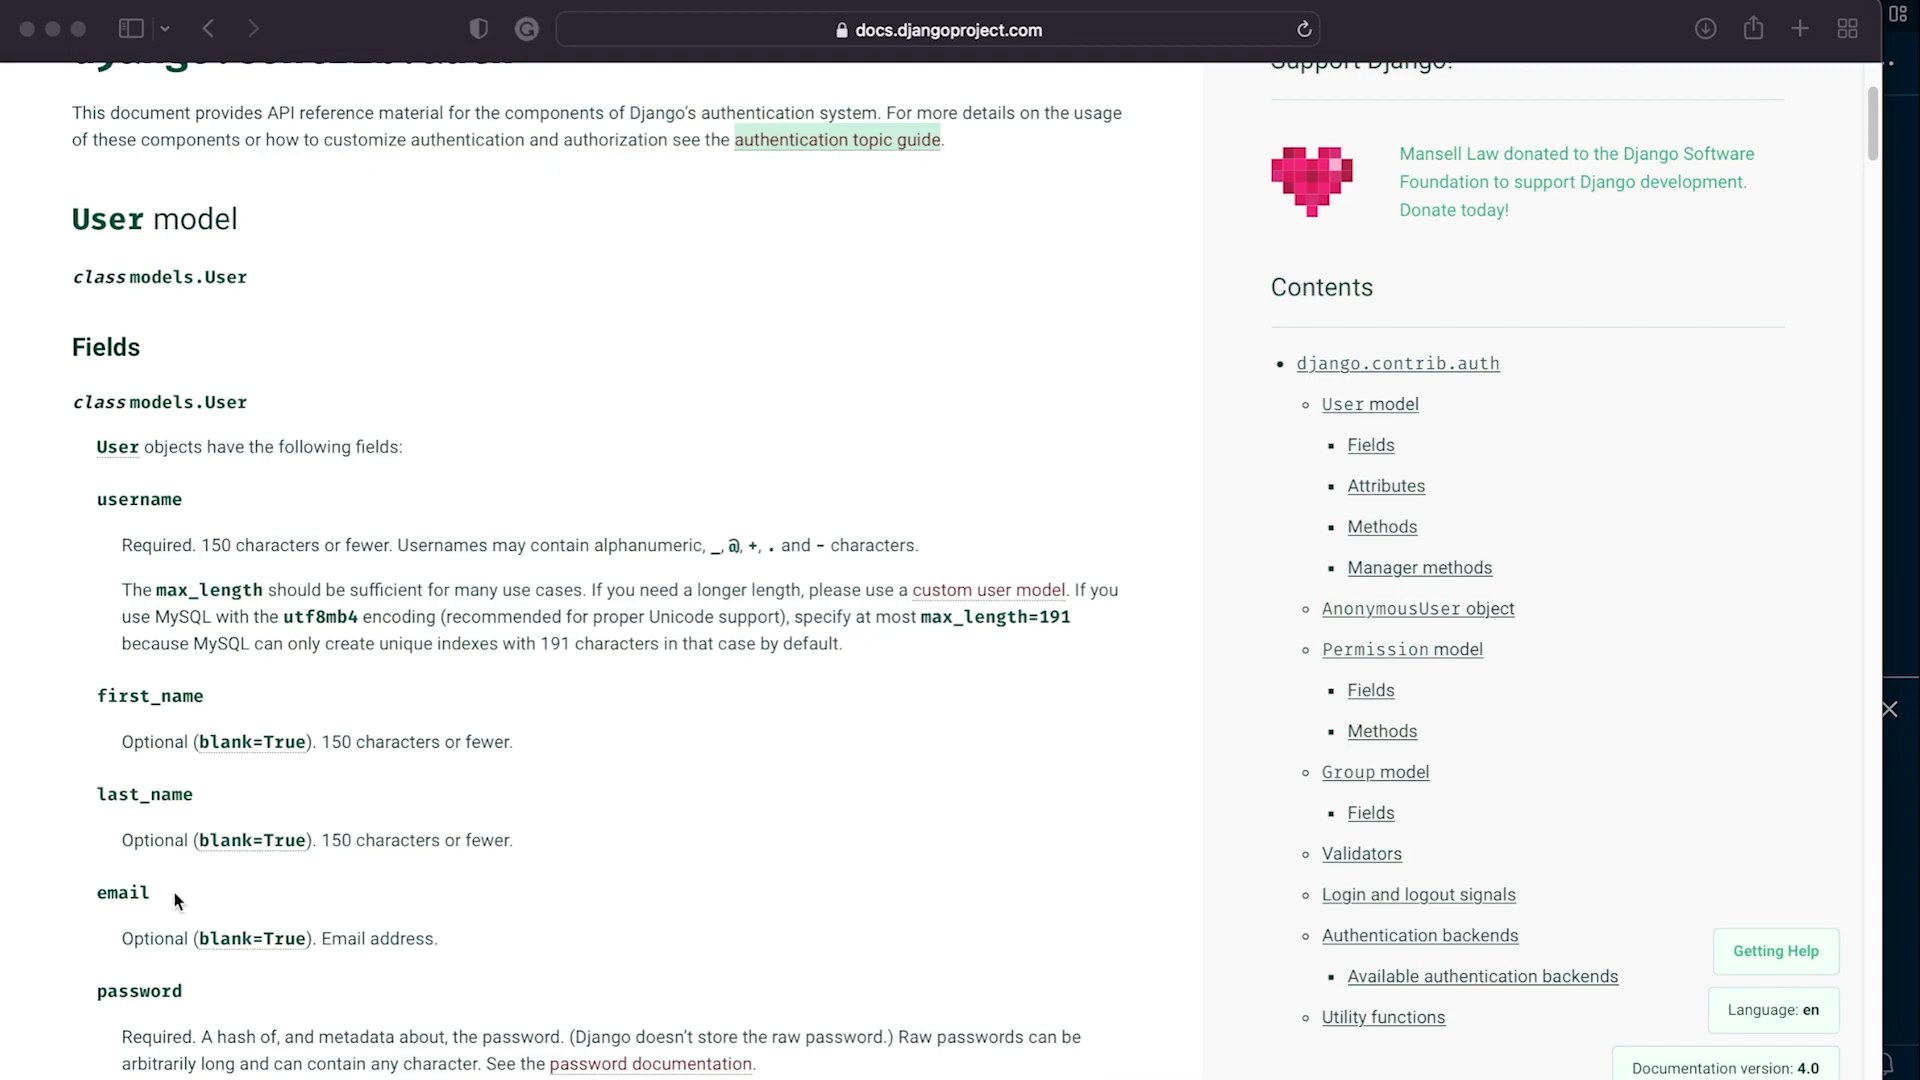 docs.djangoproject.com
This document provides API reference material for the components of Django’s authentication system. For more details on the usage
of these components or how to customize authentication and authorization see the authentication topic guide.
User model
class models.User
Fields
class models.User
User objects have the following fields:
username
Required. 150 characters or fewer. Usernames may contain alphanumeric, _, @, +, . and - characters.
The max_length should be sufficient for many use cases. If you need a longer length, please use a custom user model. If you
use MySQL with the utf8mb4 encoding (recommended for proper Unicode support), specify at most max_length=191
because MySQL can only create unique indexes with 191 characters in that case by default.
first_name
Optional (blank=True). 150 characters or fewer.
last_name
Optional (blank=True). 150 characters or fewer.
email
Optional (blank=True). Email address.
password
Required. A hash of, and metadata about, the password. (Django doesn’t store the raw password.) Raw passwords can be
arbitrarily long and can contain any character. See the password documentation.
Support Django!
Mansell Law donated to the Django Software
Foundation to support Django development.
Donate today!
Contents
django.contrib.auth
User model
Fields
Attributes
Methods
Manager methods
AnonymousUser object
Permission model
Fields
Methods
Group model
Fields
Validators
Login and logout signals
Authentication backends
Available authentication backends
Utility functions
Getting Help
Language: en
Documentation version: 4.0